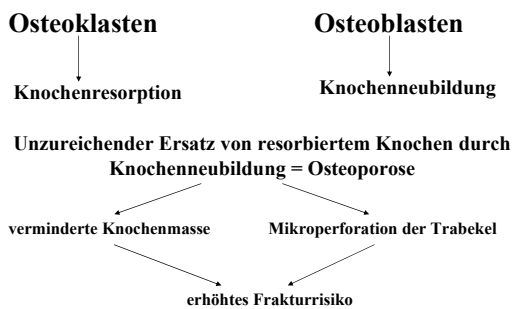 Osteoklasten
Osteoblasten
Knochenresorption
Knochenneubildung
Unzureichender Ersatz von resorbiertem Knochen durch
Knochenneubildung = Osteoporose
verminderte Knochenmasse
Mikroperforation der Trabekel
erhöhtes Frakturrisiko